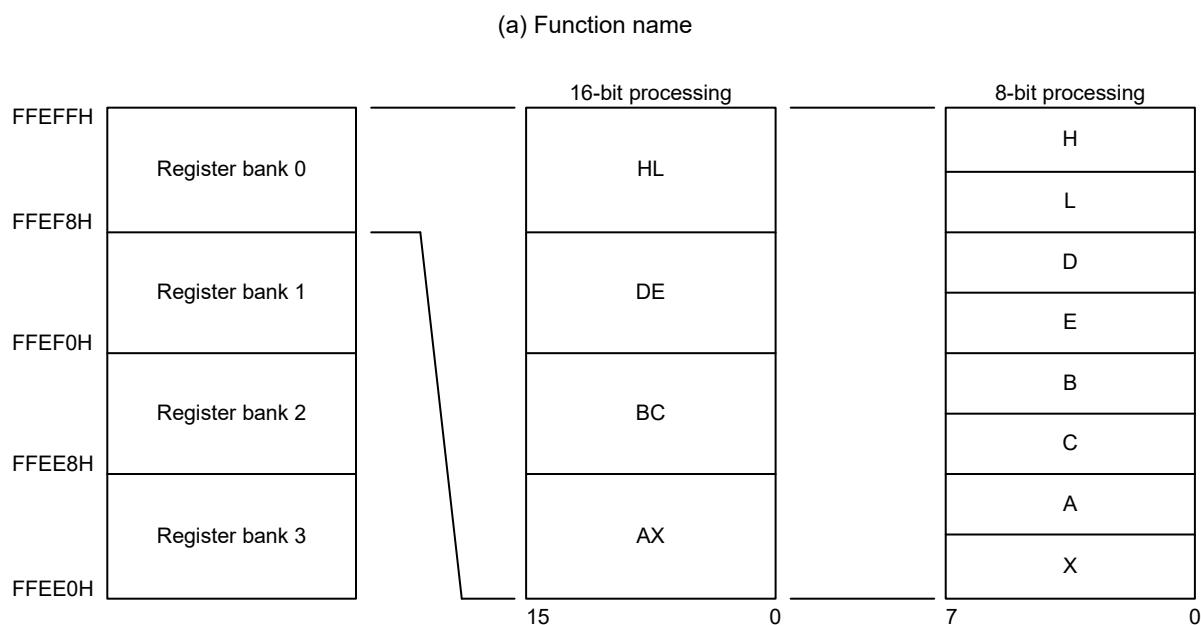 (a) Function name
16-bit processing
8-bit processing
FFEFFH
Register bank 0
HL
H
L
FFEF8H
Register bank 1
DE
D
E
FFEF0H
Register bank 2
BC
B
C
FFEE8H
Register bank 3
AX
A
X
FFEE0H
15
0
7
0